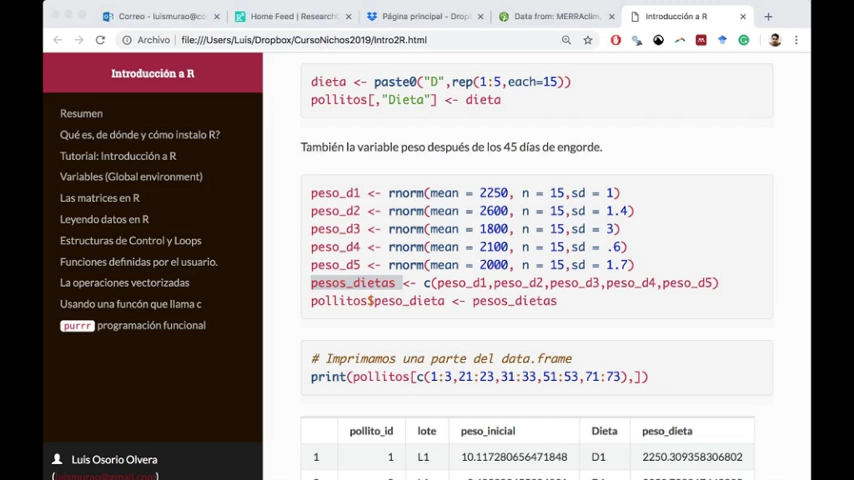 Correo - luismurao@co
Home Feed | Research
Página principal - Drop
Data from: MERRAclim
Introducción a R
Archivo
file:///Users/Luis/Dropbox/CursoNichos2019/Intro2R.html
Introducción a R
Resumen
Qué es, de dónde y cómo instalo R?
Tutorial: Introducción a R
Variables (Global environment)
Las matrices en R
Leyendo datos en R
Estructuras de Control y Loops
Funciones definidas por el usuario.
La operaciones vectorizadas
Usando una funcón que llama c
purrr programación funcional
Luis Osorio Olvera
dieta <- paste0("D",rep(1:5,each=15))
pollitos[,"Dieta"] <- dieta
También la variable peso después de los 45 días de engorde.
peso_d1 <- rnorm(mean = 2250, n = 15,sd = 1)
peso_d2 <- rnorm(mean = 2600, n = 15,sd = 1.4)
peso_d3 <- rnorm(mean = 1800, n = 15,sd = 3)
peso_d4 <- rnorm(mean = 2100, n = 15,sd = .6)
peso_d5 <- rnorm(mean = 2000, n = 15,sd = 1.7)
pesos_dietas <- c(peso_d1,peso_d2,peso_d3,peso_d4,peso_d5)
pollitos$peso_dieta <- pesos_dietas
# Imprimamos una parte del data.frame
print(pollitos[c(1:3,21:23,31:33,51:53,71:73),])
pollito_id lote peso_inicial Dieta peso_dieta
1 1 L1 10.117280656471848 D1 2250.309358306802